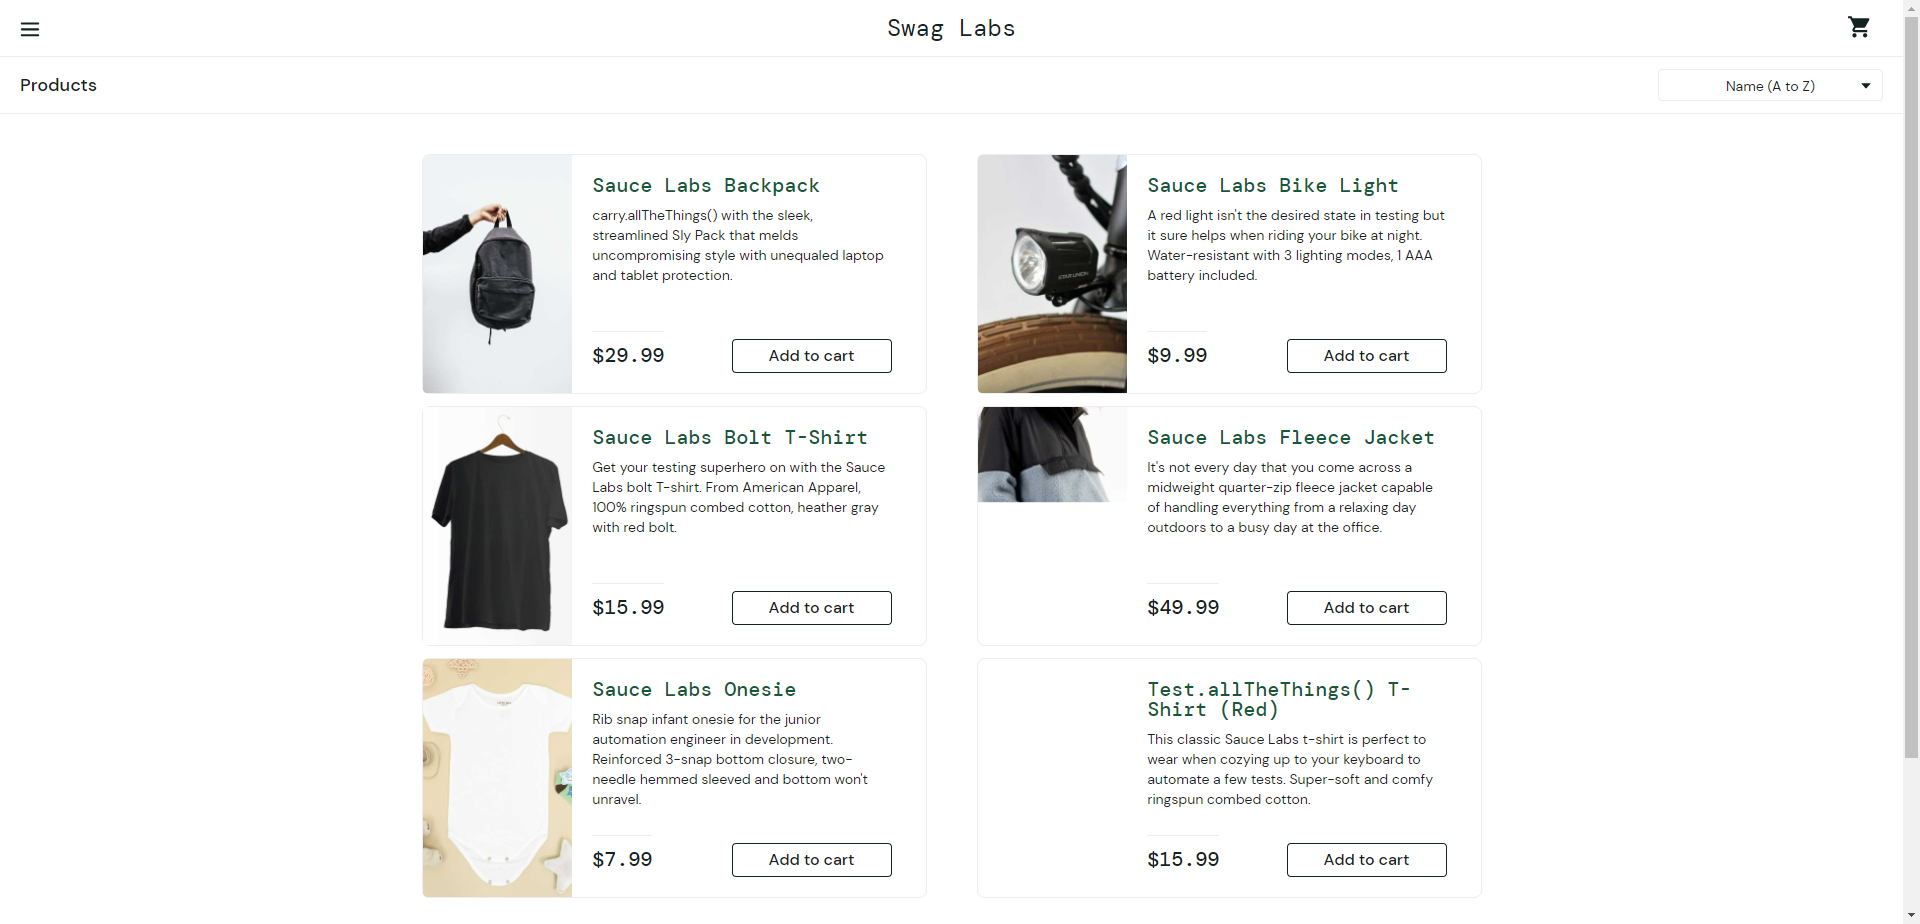 Swag Labs
Products
Name (A to Z)
Sauce Labs Backpack
carry.allTheThings() with the sleek,
streamlined Sly Pack that melds
uncompromising style with unequaled laptop
and tablet protection.
$29.99
Add to cart
Sauce Labs Bike Light
A red light isn't the desired state in testing but
it sure helps when riding your bike at night.
Water-resistant with 3 lighting modes, 1 AAA
battery included.
$9.99
Add to cart
STAR UNION
Sauce Labs Bolt T-Shirt
Get your testing superhero on with the Sauce
Labs bolt T-shirt. From American Apparel,
100% ringspun combed cotton, heather gray
with red bolt.
$15.99
Add to cart
Sauce Labs Fleece Jacket
It's not every day that you come across a
midweight quarter-zip fleece jacket capable
of handling everything from a relaxing day
outdoors to a busy day at the office.
$49.99
Add to cart
Sauce Labs Onesie
Rib snap infant onesie for the junior
automation engineer in development.
Reinforced 3-snap bottom closure, two-
needle hemmed sleeved and bottom won't
unravel.
$7.99
Add to cart
Test.allTheThings() T-
Shirt (Red)
This classic Sauce Labs t-shirt is perfect to
wear when cozying up to your keyboard to
automate a few tests. Super-soft and comfy
ringspun combed cotton.
$15.99
Add to cart